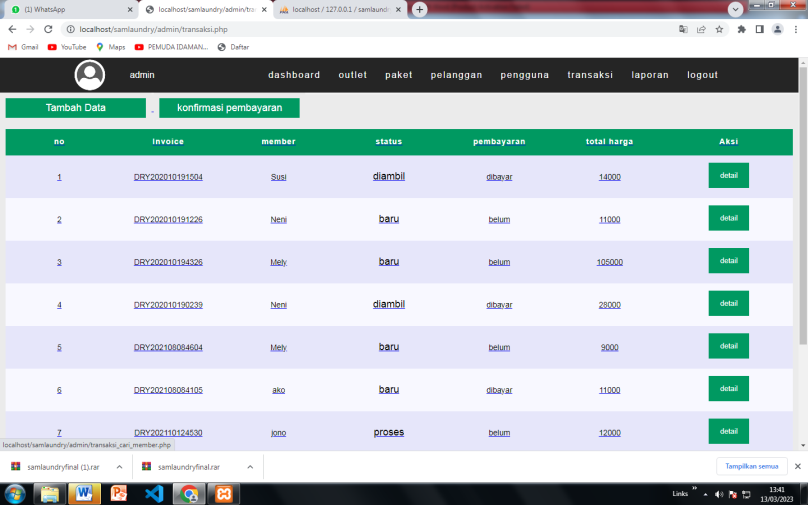 (1) WhatsApp
localhost/samlaundry/admin/tran
localhost / 127.0.0.1 / samlaundr
localhost/samlaundry/admin/transaksi.php
Gmail YouTube Maps PEMUDA IDAMAN... Daftar
admin dashboard outlet paket pelanggan pengguna transaksi laporan logout
Tambah Data - konfirmasi pembayaran
no Invoice member status pembayaran total harga Aksi
1 DRY202010191504 Susi diambil dibayar 14000 detail
2 DRY202010191226 Neni baru belum 11000 detail
3 DRY202010194326 Mely baru belum 105000 detail
4 DRY202010190239 Neni diambil dibayar 28000 detail
5 DRY202108084604 Mely baru belum 9000 detail
6 DRY202108084105 ako baru dibayar 11000 detail
7 DRY202110124530 jono proses belum 12000 detail
localhost/samlaundry/admin/transaksi_cari_member.php
samlaundryfinal (1).rar samlaundryfinal.rar Tampilkan semua
Links 13:41
13/03/2023